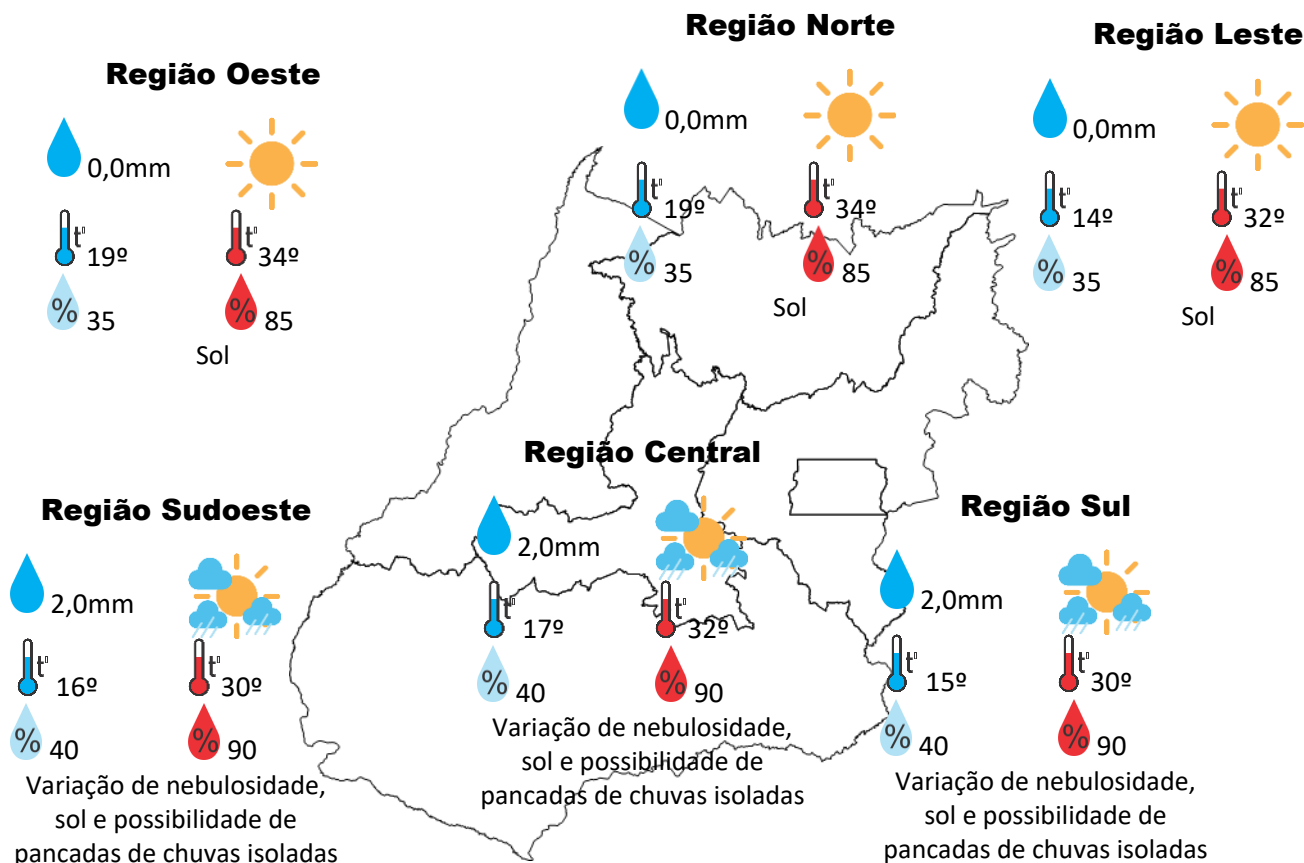 Região Oeste
0,0mm
t°
19º
t°
34º
%
35
%
85
Sol
Região Norte
0,0mm
t°
19º
t°
34º
%
35
%
85
Sol
Região Leste
0,0mm
t°
14º
t°
32º
%
35
%
85
Sol
Região Sudoeste
2,0mm
t°
16º
t°
30º
%
40
%
90
Variação de nebulosidade,
sol e possibilidade de
pancadas de chuvas isoladas
Região Central
2,0mm
t°
17º
t°
32º
%
40
%
90
Variação de nebulosidade,
sol e possibilidade de
pancadas de chuvas isoladas
Região Sul
2,0mm
t°
15º
t°
30º
%
40
%
90
Variação de nebulosidade,
sol e possibilidade de
pancadas de chuvas isoladas